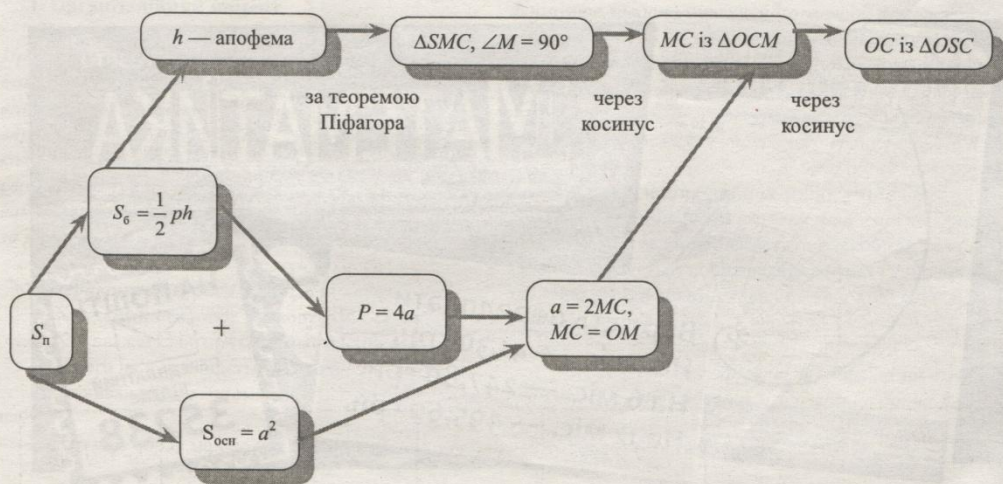 h — апофема
ΔSMC, ∠M = 90°
MC із ΔOCM
OC із ΔOSC
за теоремою
Піфагора
через
косинус
через
косинус
S_б = 1/2 ph
S_п
+
P = 4a
a = 2MC,
MC = OM
S_осн = a²